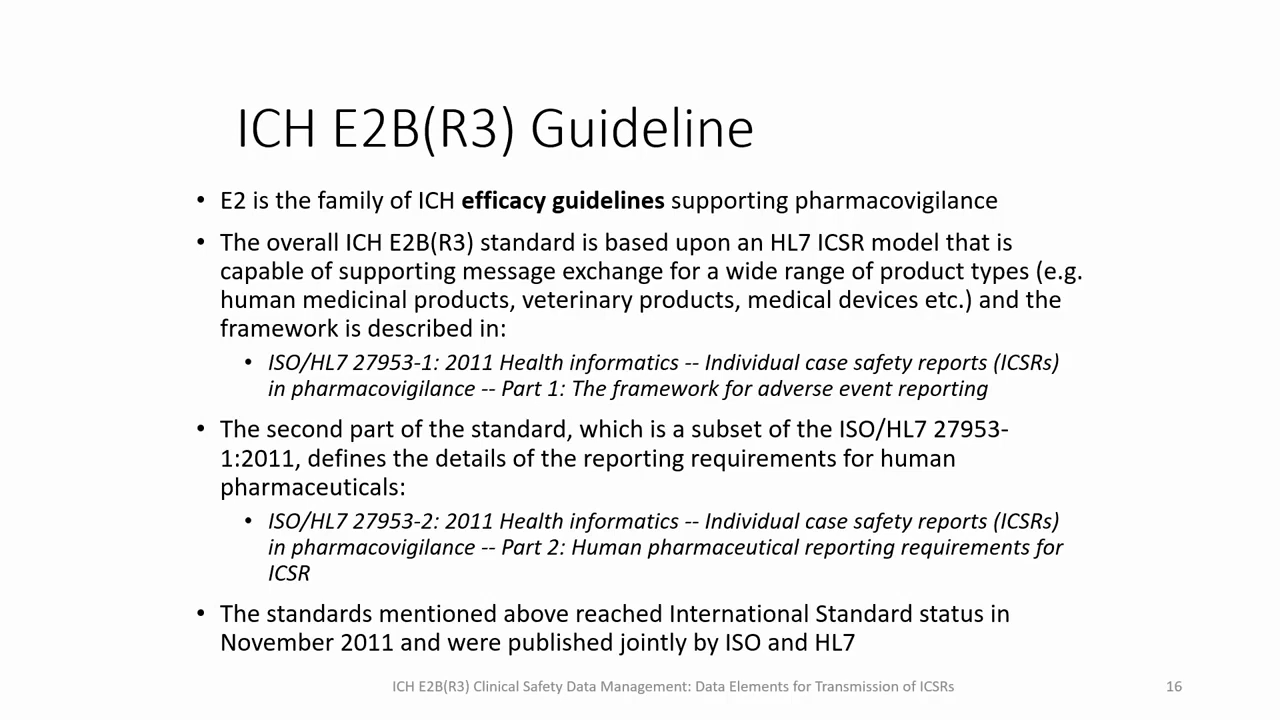 ICH E2B(R3) Guideline
• E2 is the family of ICH efficacy guidelines supporting pharmacovigilance
• The overall ICH E2B(R3) standard is based upon an HL7 ICSR model that is
capable of supporting message exchange for a wide range of product types (e.g.
human medicinal products, veterinary products, medical devices etc.) and the
framework is described in:
• ISO/HL7 27953-1: 2011 Health informatics -- Individual case safety reports (ICSRs)
in pharmacovigilance -- Part 1: The framework for adverse event reporting
• The second part of the standard, which is a subset of the ISO/HL7 27953-
1:2011, defines the details of the reporting requirements for human
pharmaceuticals:
• ISO/HL7 27953-2: 2011 Health informatics -- Individual case safety reports (ICSRs)
in pharmacovigilance -- Part 2: Human pharmaceutical reporting requirements for
ICSR
• The standards mentioned above reached International Standard status in
November 2011 and were published jointly by ISO and HL7
ICH E2B(R3) Clinical Safety Data Management: Data Elements for Transmission of ICSRs
16